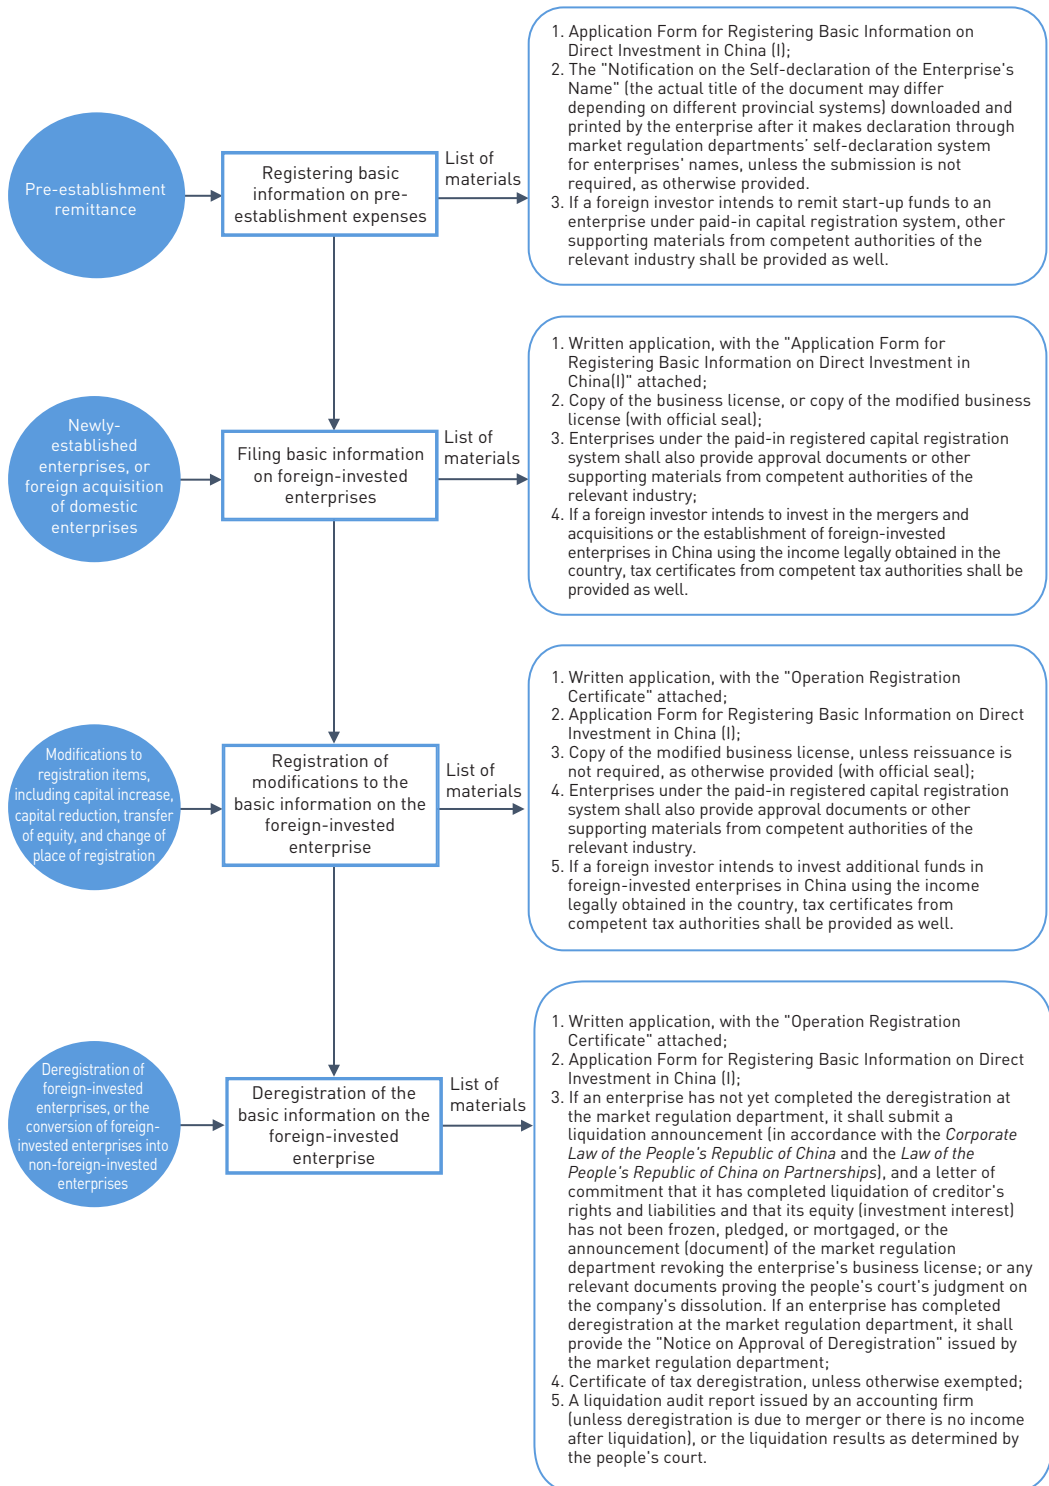 Pre-establishment
remittance
Registering basic
information on pre-
establishment expenses
List of
materials
1. Application Form for Registering Basic Information on
Direct Investment in China (I);
2. The "Notification on the Self-declaration of the Enterprise's
Name" (the actual title of the document may differ
depending on different provincial systems) downloaded and
printed by the enterprise after it makes declaration through
market regulation departments’ self-declaration system
for enterprises' names, unless the submission is not
required, as otherwise provided.
3. If a foreign investor intends to remit start-up funds to an
enterprise under paid-in capital registration system, other
supporting materials from competent authorities of the
relevant industry shall be provided as well.
Newly-
established
enterprises, or
foreign acquisition
of domestic
enterprises
Filing basic information
on foreign-invested
enterprises
List of
materials
1. Written application, with the "Application Form for
Registering Basic Information on Direct Investment in
China(I)" attached;
2. Copy of the business license, or copy of the modified business
license (with official seal);
3. Enterprises under the paid-in registered capital registration
system shall also provide approval documents or other
supporting materials from competent authorities of the
relevant industry;
4. If a foreign investor intends to invest in the mergers and
acquisitions or the establishment of foreign-invested
enterprises in China using the income legally obtained in the
country, tax certificates from competent tax authorities shall be
provided as well.
Modifications to
registration items,
including capital increase,
capital reduction, transfer
of equity, and change of
place of registration
Registration of
modifications to the
basic information on the
foreign-invested
enterprise
List of
materials
1. Written application, with the "Operation Registration
Certificate" attached;
2. Application Form for Registering Basic Information on Direct
Investment in China (I);
3. Copy of the modified business license, unless reissuance is
not required, as otherwise provided (with official seal);
4. Enterprises under the paid-in registered capital registration
system shall also provide approval documents or other
supporting materials from competent authorities of the
relevant industry.
5. If a foreign investor intends to invest additional funds in
foreign-invested enterprises in China using the income
legally obtained in the country, tax certificates from
competent tax authorities shall be provided as well.
Deregistration of
foreign-invested
enterprises, or the
conversion of foreign-
invested enterprises into
non-foreign-invested
enterprises
Deregistration of the
basic information on the
foreign-invested
enterprise
List of
materials
1. Written application, with the "Operation Registration
Certificate" attached;
2. Application Form for Registering Basic Information on Direct
Investment in China (I);
3. If an enterprise has not yet completed the deregistration at
the market regulation department, it shall submit a
liquidation announcement (in accordance with the Corporate
Law of the People's Republic of China and the Law of the
People's Republic of China on Partnerships), and a letter of
commitment that it has completed liquidation of creditor's
rights and liabilities and that its equity (investment interest)
has not been frozen, pledged, or mortgaged, or the
announcement (document) of the market regulation
department revoking the enterprise's business license; or any
relevant documents proving the people's court's judgment on
the company's dissolution. If an enterprise has completed
deregistration at the market regulation department, it shall
provide the "Notice on Approval of Deregistration" issued by
the market regulation department;
4. Certificate of tax deregistration, unless otherwise exempted;
5. A liquidation audit report issued by an accounting firm
(unless deregistration is due to merger or there is no income
after liquidation), or the liquidation results as determined by
the people's court.